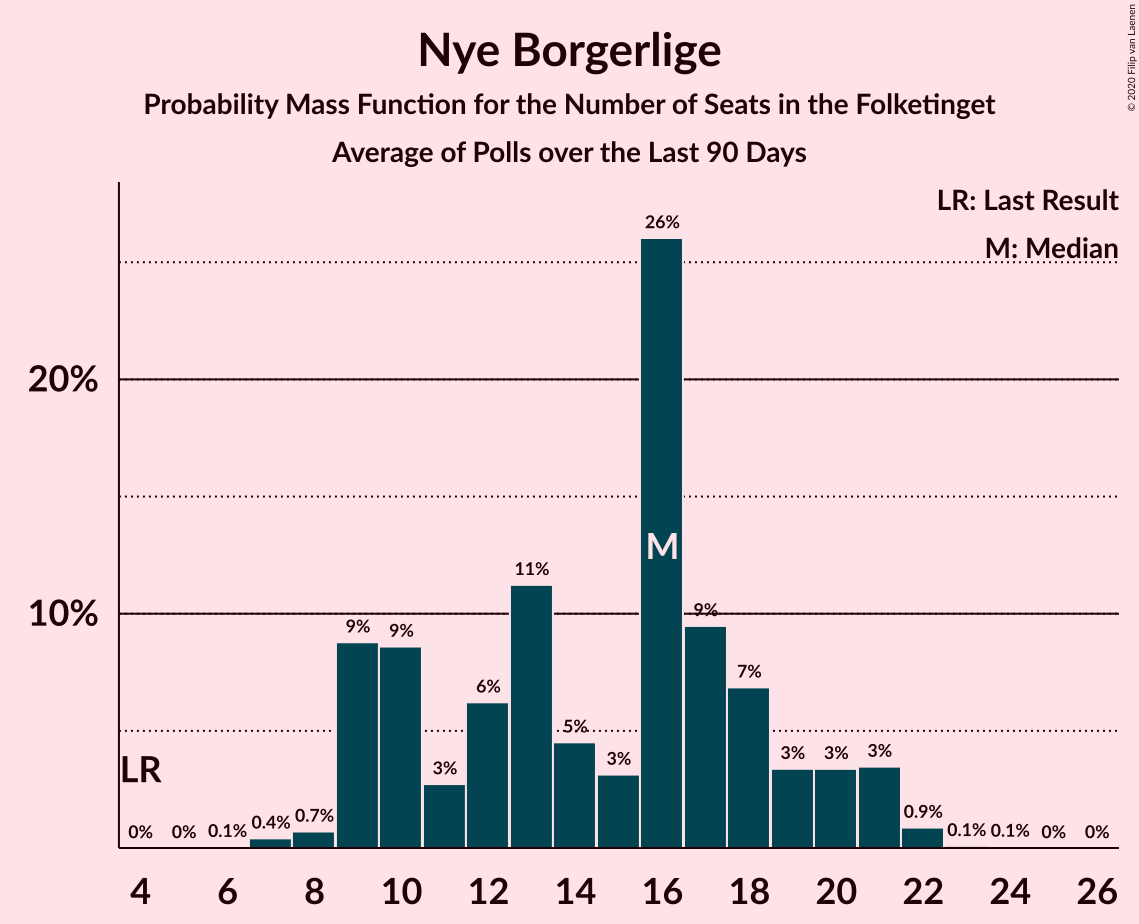 Nye Borgerlige
Probability Mass Function for the Number of Seats in the Folketinget
Average of Polls over the Last 90 Days
© 2020 Filip van Laenen
LR: Last Result
M: Median
20%
10%
LR
M
0% 0% 0.1% 0.4% 0.7% 9% 9% 3% 6% 11% 5% 3% 26% 9% 7% 3% 3% 3% 0.9% 0.1% 0.1% 0% 0%
4 6 8 10 12 14 16 18 20 22 24 26